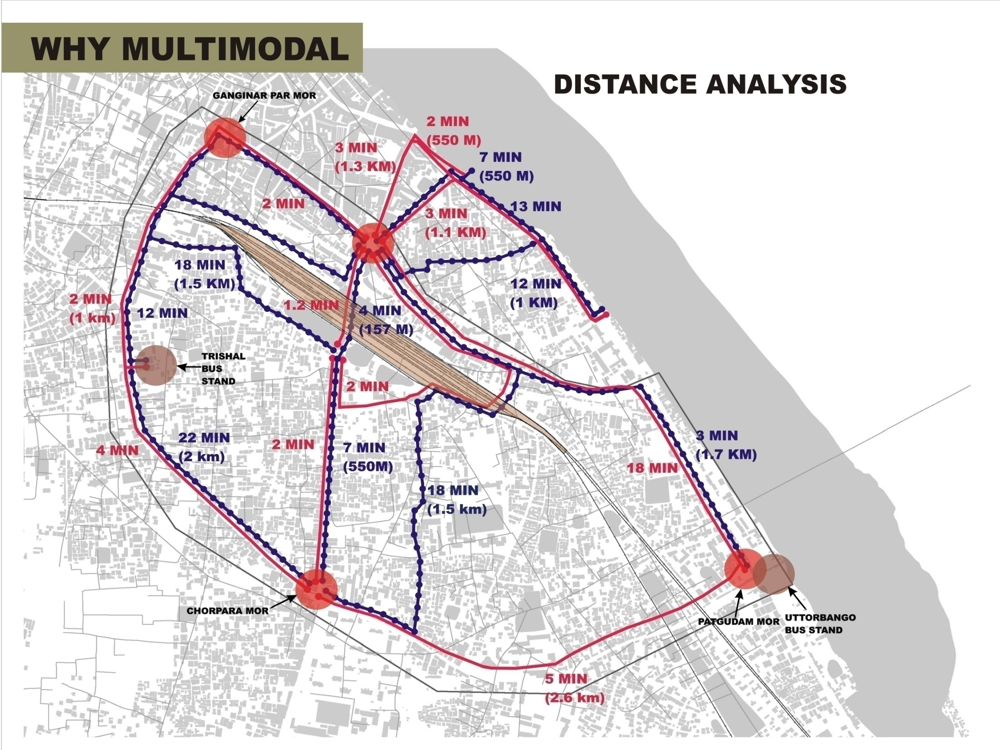 WHY MULTIMODAL
DISTANCE ANALYSIS
GANGINAR PAR MOR
2 MIN
(550 M)
3 MIN
(1.3 KM)
7 MIN
(550 M)
2 MIN
13 MIN
3 MIN
(1.1 KM)
18 MIN
(1.5 KM)
12 MIN
(1 KM)
2 MIN
(1 km)
12 MIN
1.2 MIN
4 MIN
(157 M)
TRISHAL
BUS
STAND
2 MIN
22 MIN
(2 km)
4 MIN
2 MIN
7 MIN
(550M)
3 MIN
(1.7 KM)
18 MIN
18 MIN
(1.5 km)
CHORPARA MOR
PATGUDAM MOR
UTTORBANGO
BUS STAND
5 MIN
(2.6 km)